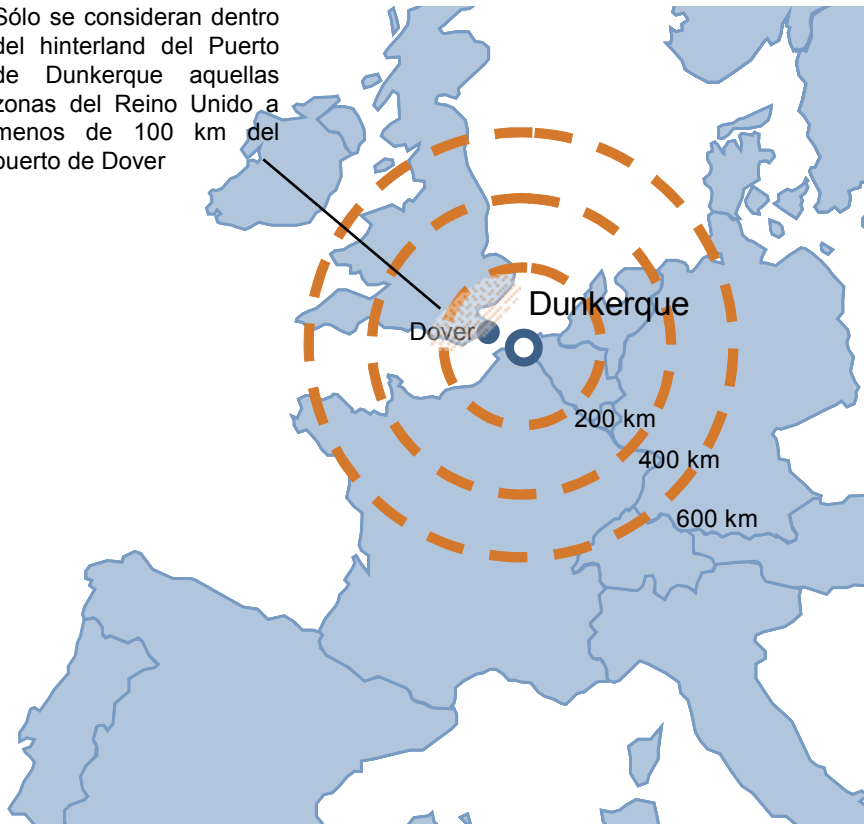 Sólo se consideran dentro
del hinterland del Puerto
de Dunkerque aquellas
zonas del Reino Unido a
menos de 100 km del
puerto de Dover
Dunkerque
Dover
200 km
400 km
600 km